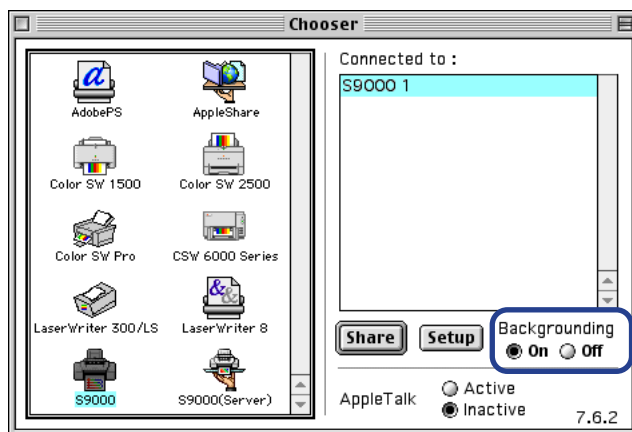 Chooser
AdobePS
AppleShare
Color SW 1500
Color SW 2500
Color SW Pro
CSW 6000 Series
LaserWriter 300/LS
LaserWriter 8
S9000
S9000(Server)
Connected to :
S9000 1
Share
Setup
Backgrounding
On
Off
AppleTalk
Active
Inactive
7.6.2